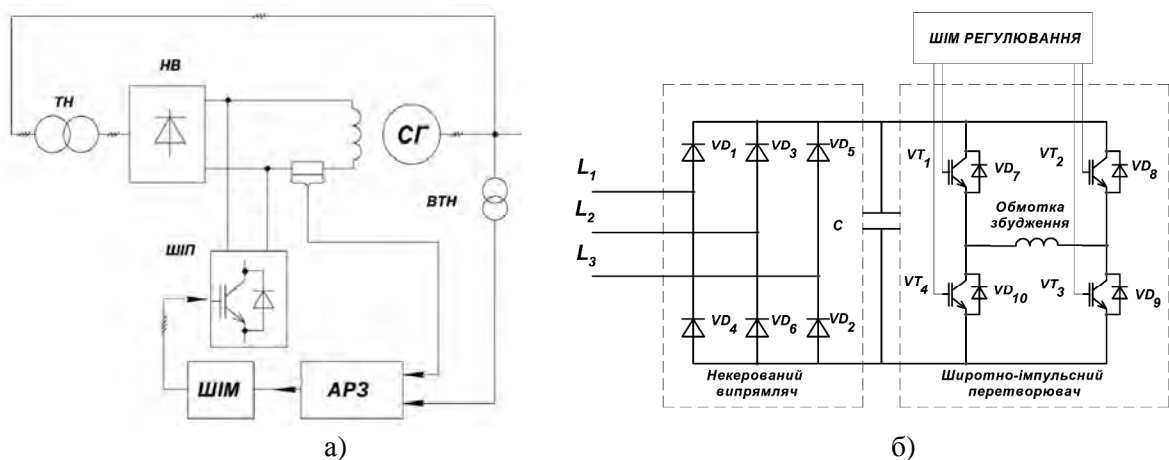 НВ
ТН
СГ
ВТН
ШІП
ШІМ
АРЗ
а)
ШІМ РЕГУЛЮВАННЯ
VD1
VD3
VD5
VT1
VD7
VT2
VD8
L1
L2
L3
C
Обмотка
збудження
VD4
VD6
VD2
VT4
VD10
VT3
VD9
Некерований
випрямляч
Широтно-імпульсний
перетворювач
б)